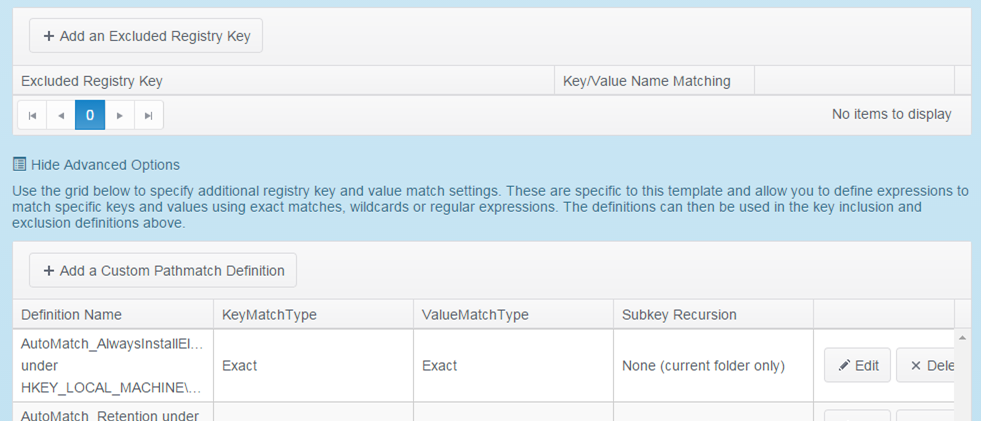 + Add an Excluded Registry Key
Excluded Registry Key
Key/Value Name Matching
0
No items to display
Hide Advanced Options
Use the grid below to specify additional registry key and value match settings. These are specific to this template and allow you to define expressions to
match specific keys and values using exact matches, wildcards or regular expressions. The definitions can then be used in the key inclusion and
exclusion definitions above.
+ Add a Custom Pathmatch Definition
Definition Name
KeyMatchType
ValueMatchType
Subkey Recursion
AutoMatch_AlwaysInstallEl...
under
HKEY_LOCAL_MACHINE\...
Exact
Exact
None (current folder only)
Edit
Dele
AutoMatch_Retention under